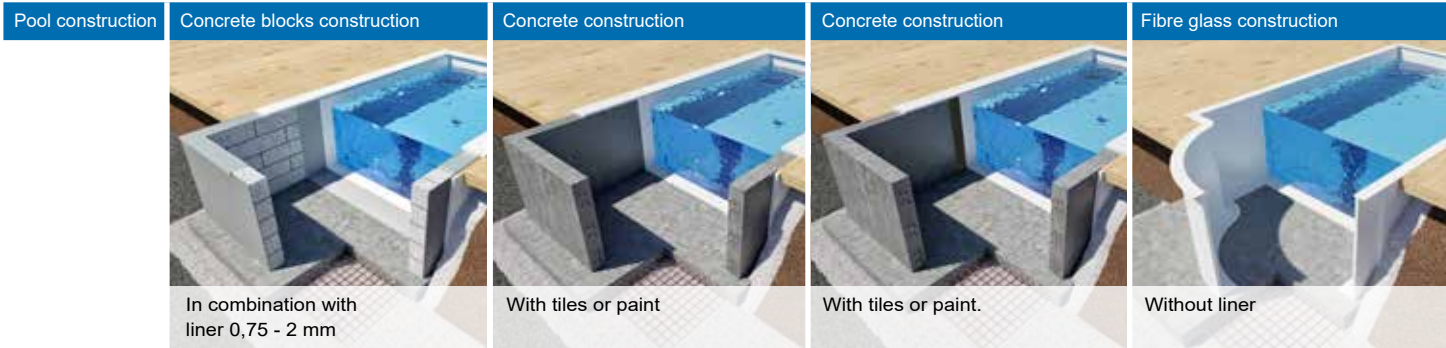 Pool construction
Concrete blocks construction
Concrete construction
Concrete construction
Fibre glass construction
In combination with
liner 0,75 - 2 mm
With tiles or paint
With tiles or paint.
Without liner